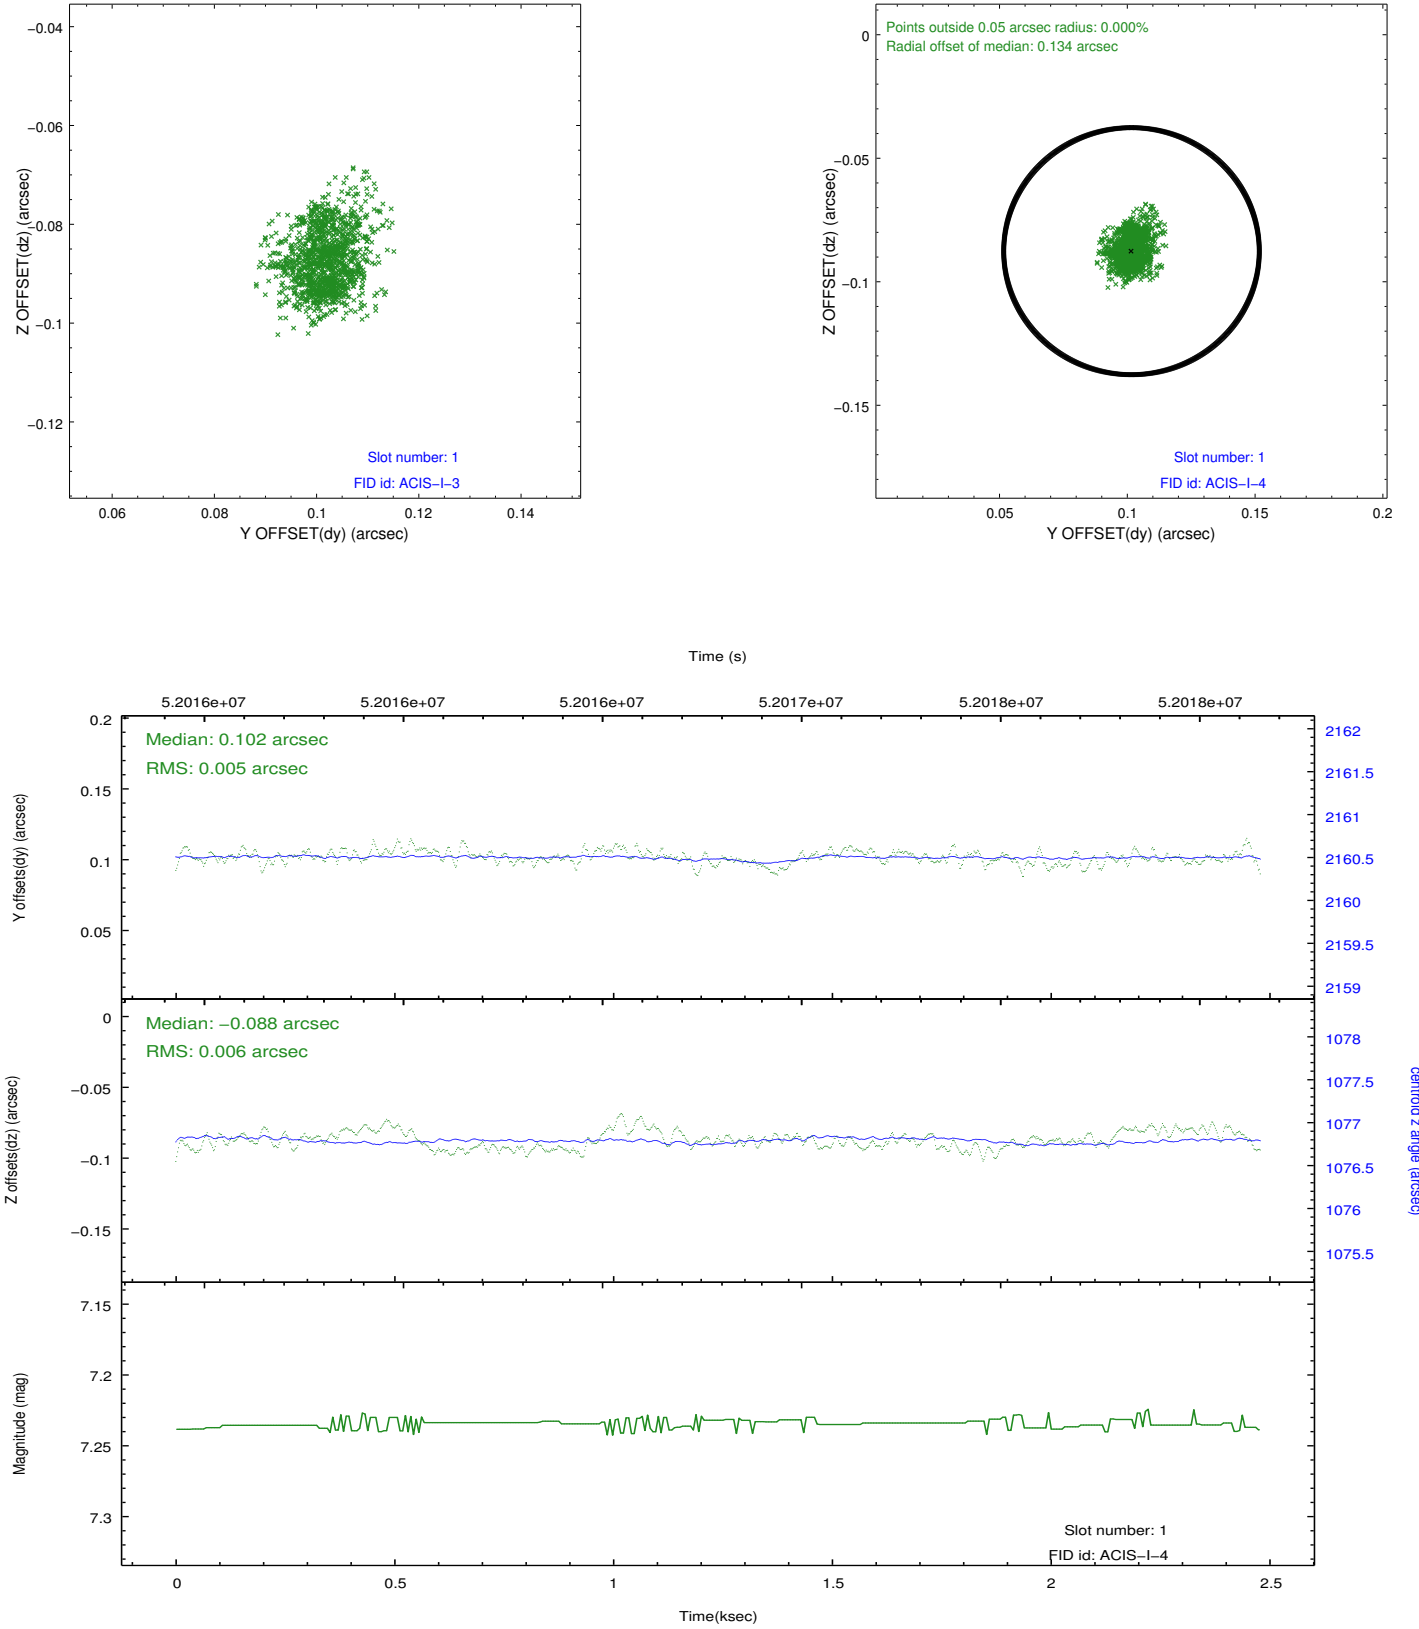 −0.04
−0.06
−0.08
−0.1
−0.12
Z OFFSET(dz) (arcsec)
Slot number: 1
FID id: ACIS−I−3
0.06 0.08 0.1 0.12 0.14
Y OFFSET(dy) (arcsec)
Points outside 0.05 arcsec radius: 0.000%
Radial offset of median: 0.134 arcsec
0
−0.05
−0.1
−0.15
Z OFFSET(dz) (arcsec)
Slot number: 1
FID id: ACIS−I−4
0.05 0.1 0.15 0.2
Y OFFSET(dy) (arcsec)
Time (s)
5.2016e+07 5.2016e+07 5.2016e+07 5.2017e+07 5.2018e+07 5.2018e+07
Median: 0.102 arcsec
RMS: 0.005 arcsec
0.2
0.15
0.1
0.05
Y offsets(dy) (arcsec)
2162
2161.5
2161
2160.5
2160
2159.5
2159
Median: −0.088 arcsec
RMS: 0.006 arcsec
0
−0.05
−0.1
−0.15
Z offsets(dz) (arcsec)
1078
1077.5
1077
1076.5
1076
1075.5
centroid z angle (arcsec)
7.15
7.2
7.25
7.3
Magnitude (mag)
Slot number: 1
FID id: ACIS−I−4
0 0.5 1 1.5 2 2.5
Time(ksec)